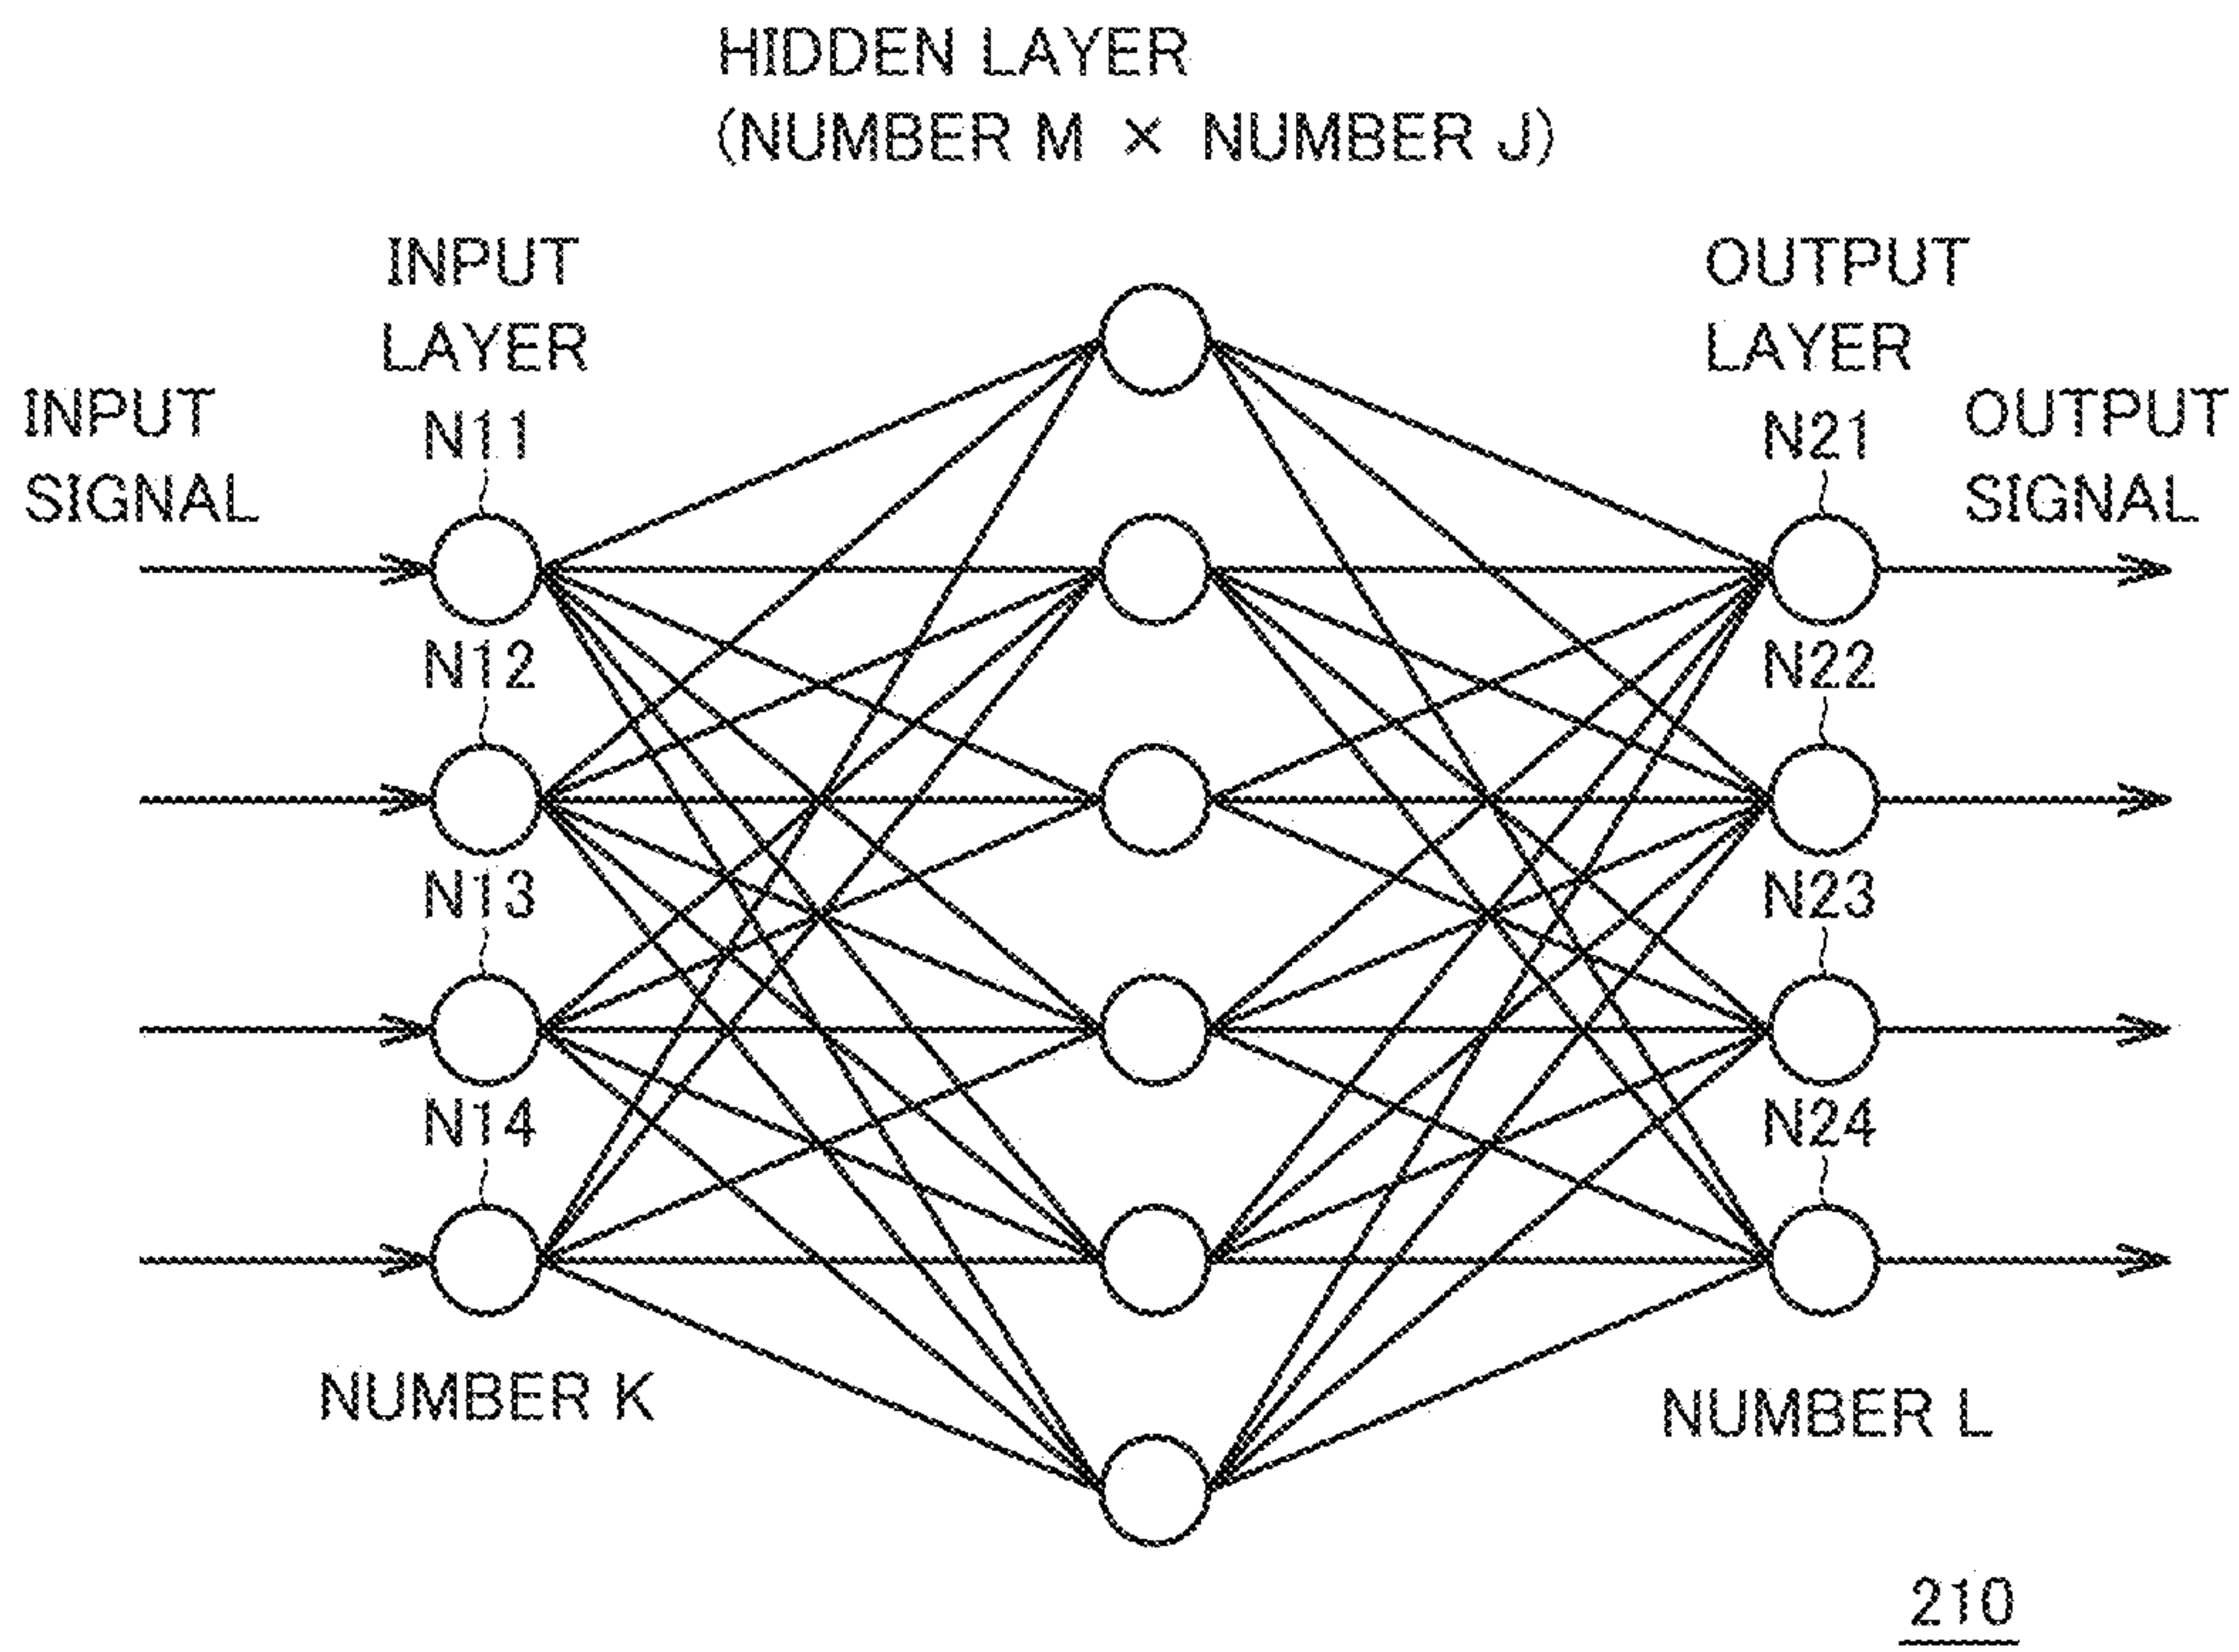 HIDDEN LAYER
(NUMBER M × NUMBER J)
INPUT
LAYER
OUTPUT
LAYER
INPUT
SIGNAL
OUTPUT
SIGNAL
N11
N21
N12
N22
N13
N23
N14
N24
NUMBER K
NUMBER L
210